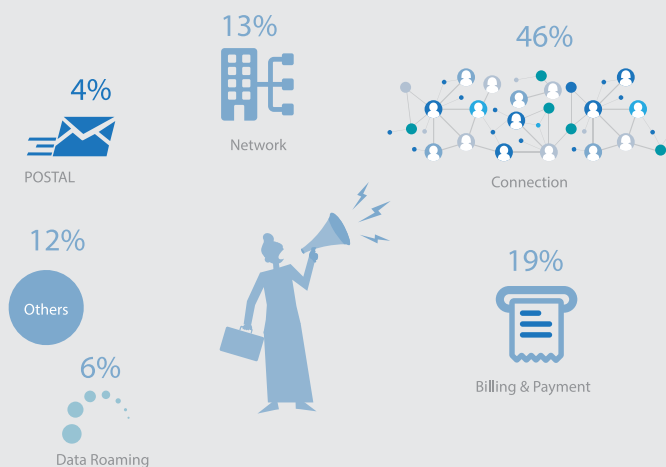 13%
Network
46%
Connection
4%
POSTAL
12%
Others
19%
Billing & Payment
6%
Data Roaming